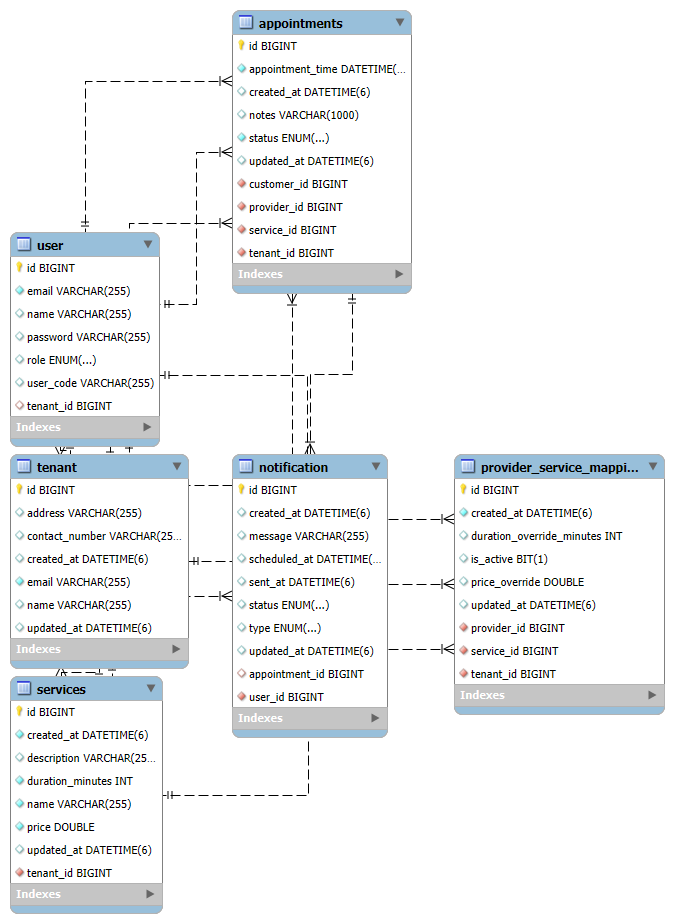 appointments
id BIGINT
appointment_time DATETIME(...
created_at DATETIME(6)
notes VARCHAR(1000)
status ENUM(...)
updated_at DATETIME(6)
customer_id BIGINT
provider_id BIGINT
service_id BIGINT
tenant_id BIGINT
Indexes
user
id BIGINT
email VARCHAR(255)
name VARCHAR(255)
password VARCHAR(255)
role ENUM(...)
user_code VARCHAR(255)
tenant_id BIGINT
Indexes
tenant
id BIGINT
address VARCHAR(255)
contact_number VARCHAR(25...
created_at DATETIME(6)
email VARCHAR(255)
name VARCHAR(255)
updated_at DATETIME(6)
Indexes
notification
id BIGINT
created_at DATETIME(6)
message VARCHAR(255)
scheduled_at DATETIME(...
sent_at DATETIME(6)
status ENUM(...)
type ENUM(...)
updated_at DATETIME(6)
appointment_id BIGINT
user_id BIGINT
Indexes
provider_service_mappi...
id BIGINT
created_at DATETIME(6)
duration_override_minutes INT
is_active BIT(1)
price_override DOUBLE
updated_at DATETIME(6)
provider_id BIGINT
service_id BIGINT
tenant_id BIGINT
Indexes
services
id BIGINT
created_at DATETIME(6)
description VARCHAR(25...
duration_minutes INT
name VARCHAR(255)
price DOUBLE
updated_at DATETIME(6)
tenant_id BIGINT
Indexes